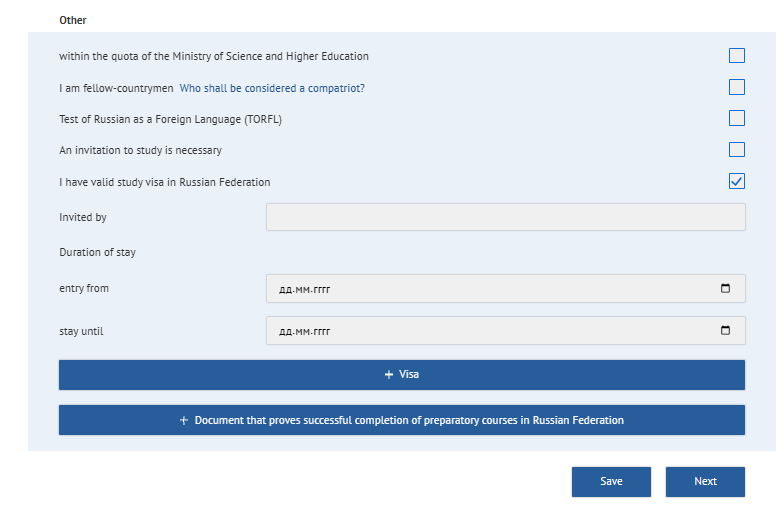 Other
within the quota of the Ministry of Science and Higher Education
I am fellow-countrymen Who shall be considered a compatriot?
Test of Russian as a Foreign Language (TORFL)
An invitation to study is necessary
I have valid study visa in Russian Federation
Invited by
Duration of stay
entry from дд.мм.гггг
stay until дд.мм.гггг
+ Visa
+ Document that proves successful completion of preparatory courses in Russian Federation
Save Next